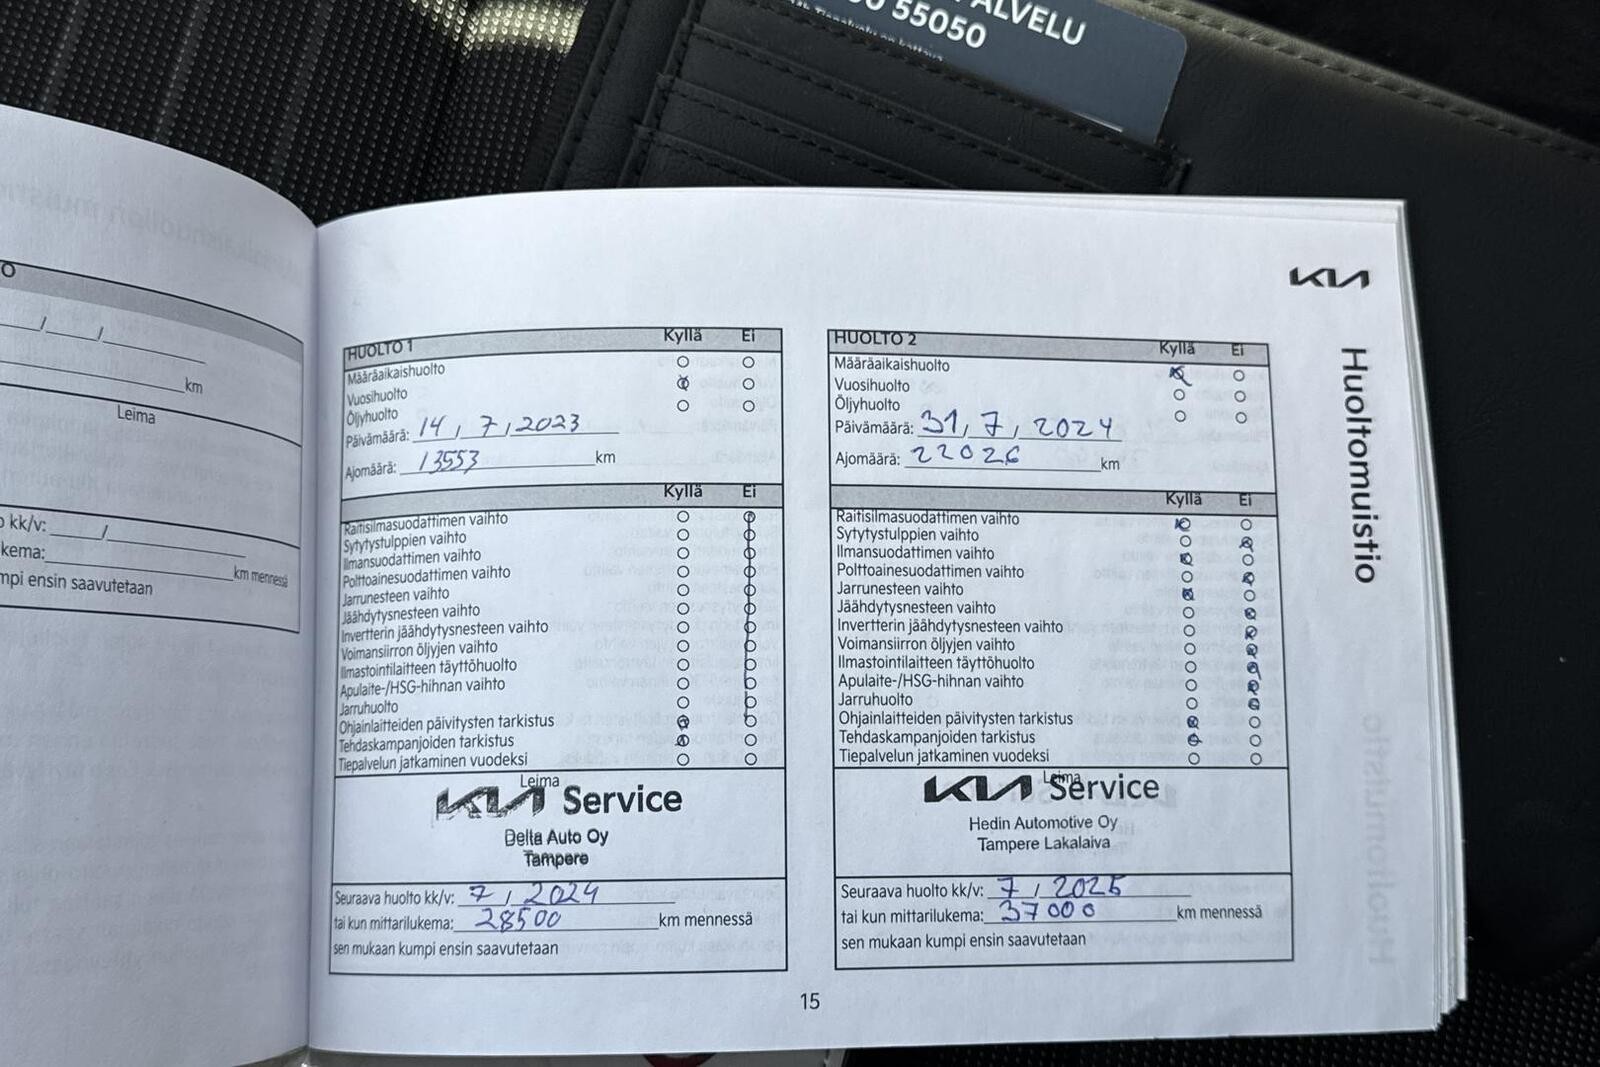 PALVELU
55050
km
Leima
kk/v:
km mennessä
mpi ensin saavutetaan
KIA
Huoltomuistio
HUOLTO 1 Kyllä Ei
Määräaikaishuolto
Vuosihuolto
Öljyhuolto
Päivämäärä: 14, 7, 2023
Ajomäärä: 13553 km
Kyllä Ei
Raitisilmasuodattimen vaihto
Sytytystulppien vaihto
Ilmansuodattimen vaihto
Polttoainesuodattimen vaihto
Jarrunesteen vaihto
Jäähdytysnesteen vaihto
Invertterin jäähdytysnesteen vaihto
Voimansiirron öljyjen vaihto
Ilmastointilaitteen täyttöhuolto
Apulaite-/HSG-hihnan vaihto
Jarruhuolto
Ohjainlaitteiden päivitysten tarkistus
Tehdaskampanjoiden tarkistus
Tiepalvelun jatkaminen vuodeksi
Leima
KIA Service
Delta Auto Oy
Tampere
Seuraava huolto kk/v: 7, 2024
tai kun mittarilukema: 28500 km mennessä
sen mukaan kumpi ensin saavutetaan
HUOLTO 2 Kyllä Ei
Määräaikaishuolto
Vuosihuolto
Öljyhuolto
Päivämäärä: 31, 7, 2024
Ajomäärä: 22026 km
Kyllä Ei
Raitisilmasuodattimen vaihto
Sytytystulppien vaihto
Ilmansuodattimen vaihto
Polttoainesuodattimen vaihto
Jarrunesteen vaihto
Jäähdytysnesteen vaihto
Invertterin jäähdytysnesteen vaihto
Voimansiirron öljyjen vaihto
Ilmastointilaitteen täyttöhuolto
Apulaite-/HSG-hihnan vaihto
Jarruhuolto
Ohjainlaitteiden päivitysten tarkistus
Tehdaskampanjoiden tarkistus
Tiepalvelun jatkaminen vuodeksi
Leima
KIA Service
Hedin Automotive Oy
Tampere Lakalaiva
Seuraava huolto kk/v: 7, 2025
tai kun mittarilukema: 37000 km mennessä
sen mukaan kumpi ensin saavutetaan
15